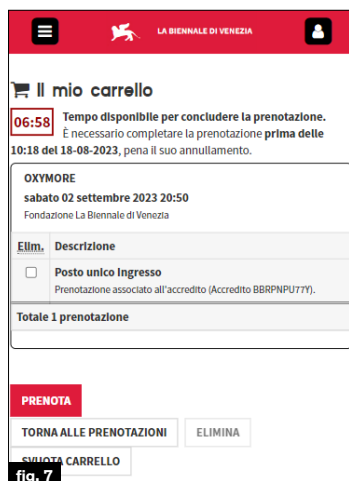 LA BIENNALE DI VENEZIA
Il mio carrello
06:58 Tempo disponibile per concludere la prenotazione.
È necessario completare la prenotazione prima delle
10:18 del 18-08-2023, pena il suo annullamento.
OXYMORE
sabato 02 settembre 2023 20:50
Fondazione La Biennale di Venezia
Elim. Descrizione
Posto unico Ingresso
Prenotazione associato all'accredito (Accredito BBRPNPU77Y).
Totale 1 prenotazione
PRENOTA
TORNA ALLE PRENOTAZIONI ELIMINA
SVUOTA CARRELLO
fig. 7